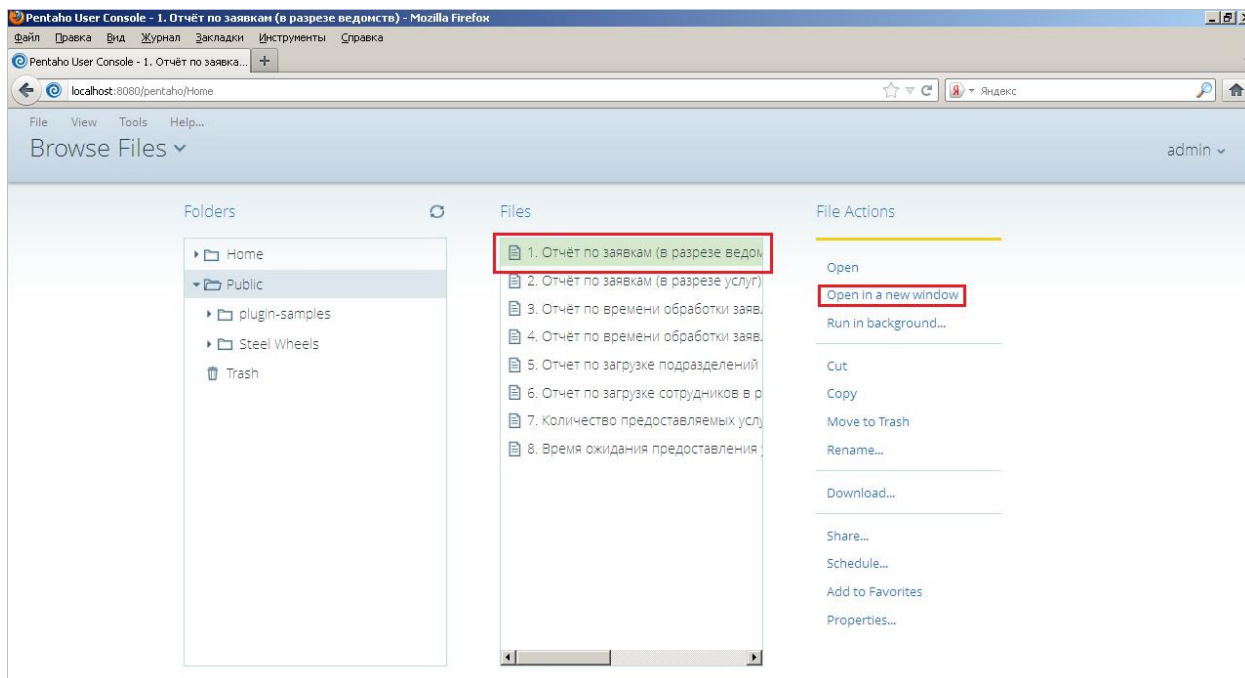 Pentaho User Console - 1. Отчёт по заявкам (в разрезе ведомств) - Mozilla Firefox
Файл Правка Вид Журнал Закладки Инструменты Справка
Pentaho User Console - 1. Отчёт по заявка...
localhost:8080/pentaho/Home
Яндекс
File View Tools Help...
Browse Files
admin
Folders
Home
Public
plugin-samples
Steel Wheels
Trash
Files
1. Отчёт по заявкам (в разрезе ведом
2. Отчёт по заявкам (в разрезе услуг)
3. Отчёт по времени обработки заяв
4. Отчёт по времени обработки заяв
5. Отчет по загрузке подразделений
6. Отчет по загрузке сотрудников в р
7. Количество предоставляемых услу
8. Время ожидания предоставления
File Actions
Open
Open in a new window
Run in background...
Cut
Copy
Move to Trash
Rename...
Download...
Share...
Schedule...
Add to Favorites
Properties...